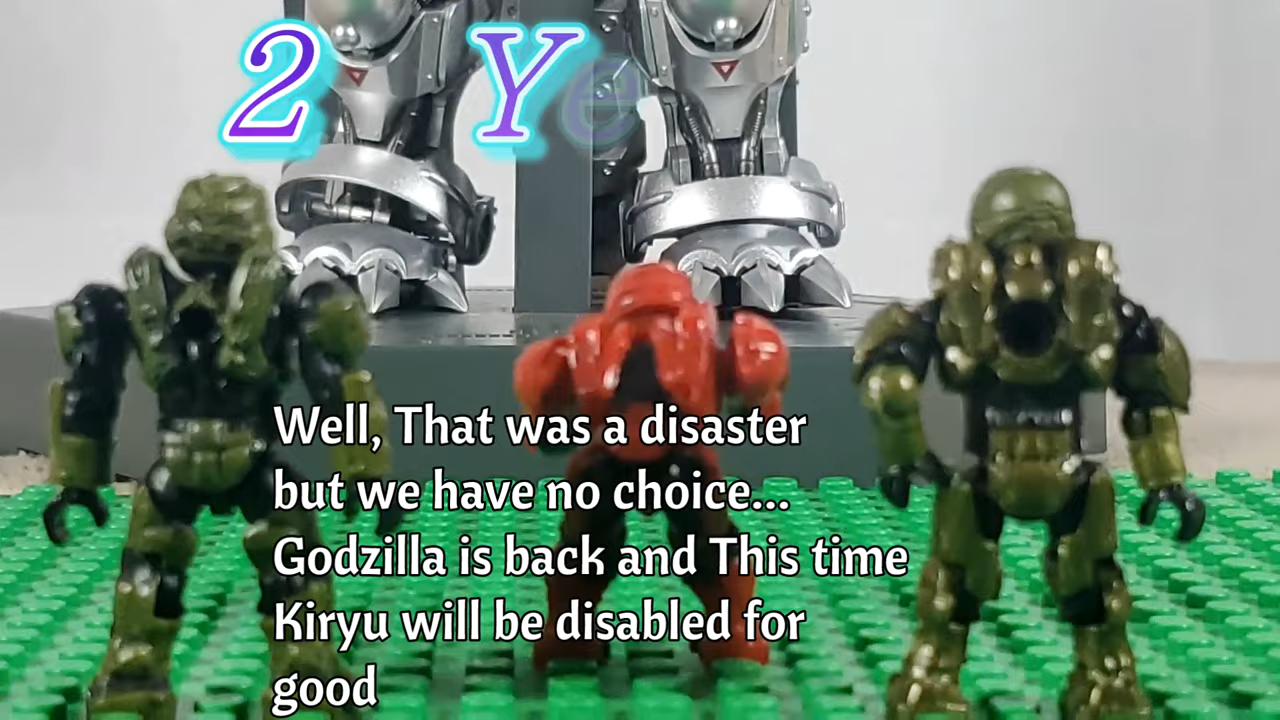 2 Ye
Well, That was a disaster
but we have no choice...
Godzilla is back and This time
Kiryu will be disabled for
good